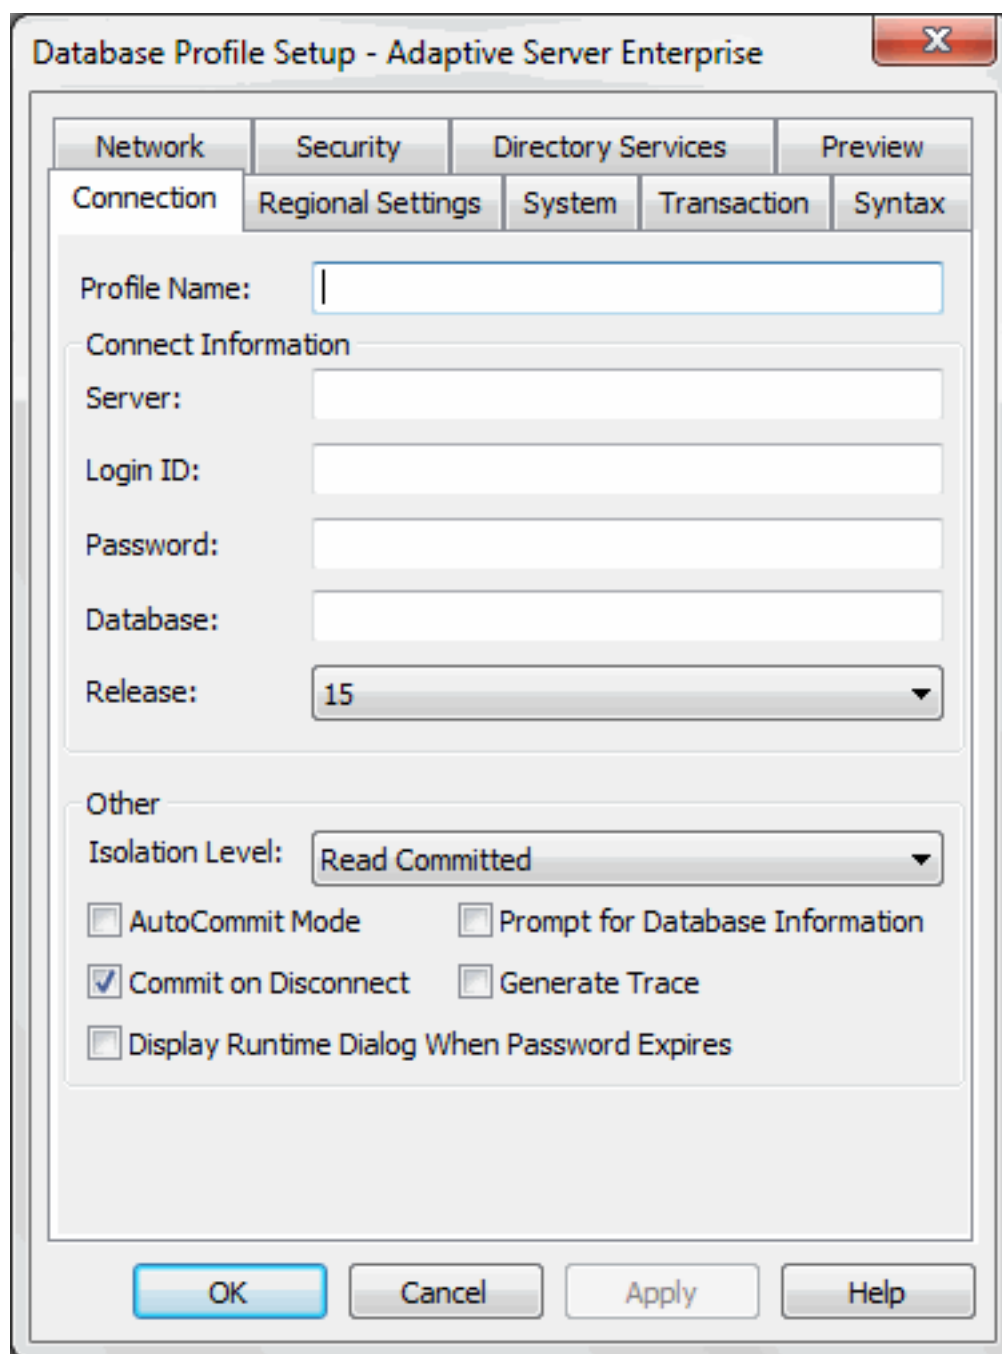 Database Profile Setup - Adaptive Server Enterprise
Network Security Directory Services Preview
Connection Regional Settings System Transaction Syntax
Profile Name:
Connect Information
Server:
Login ID:
Password:
Database:
Release: 15
Other
Isolation Level: Read Committed
AutoCommit Mode Prompt for Database Information
Commit on Disconnect Generate Trace
Display Runtime Dialog When Password Expires
OK Cancel Apply Help